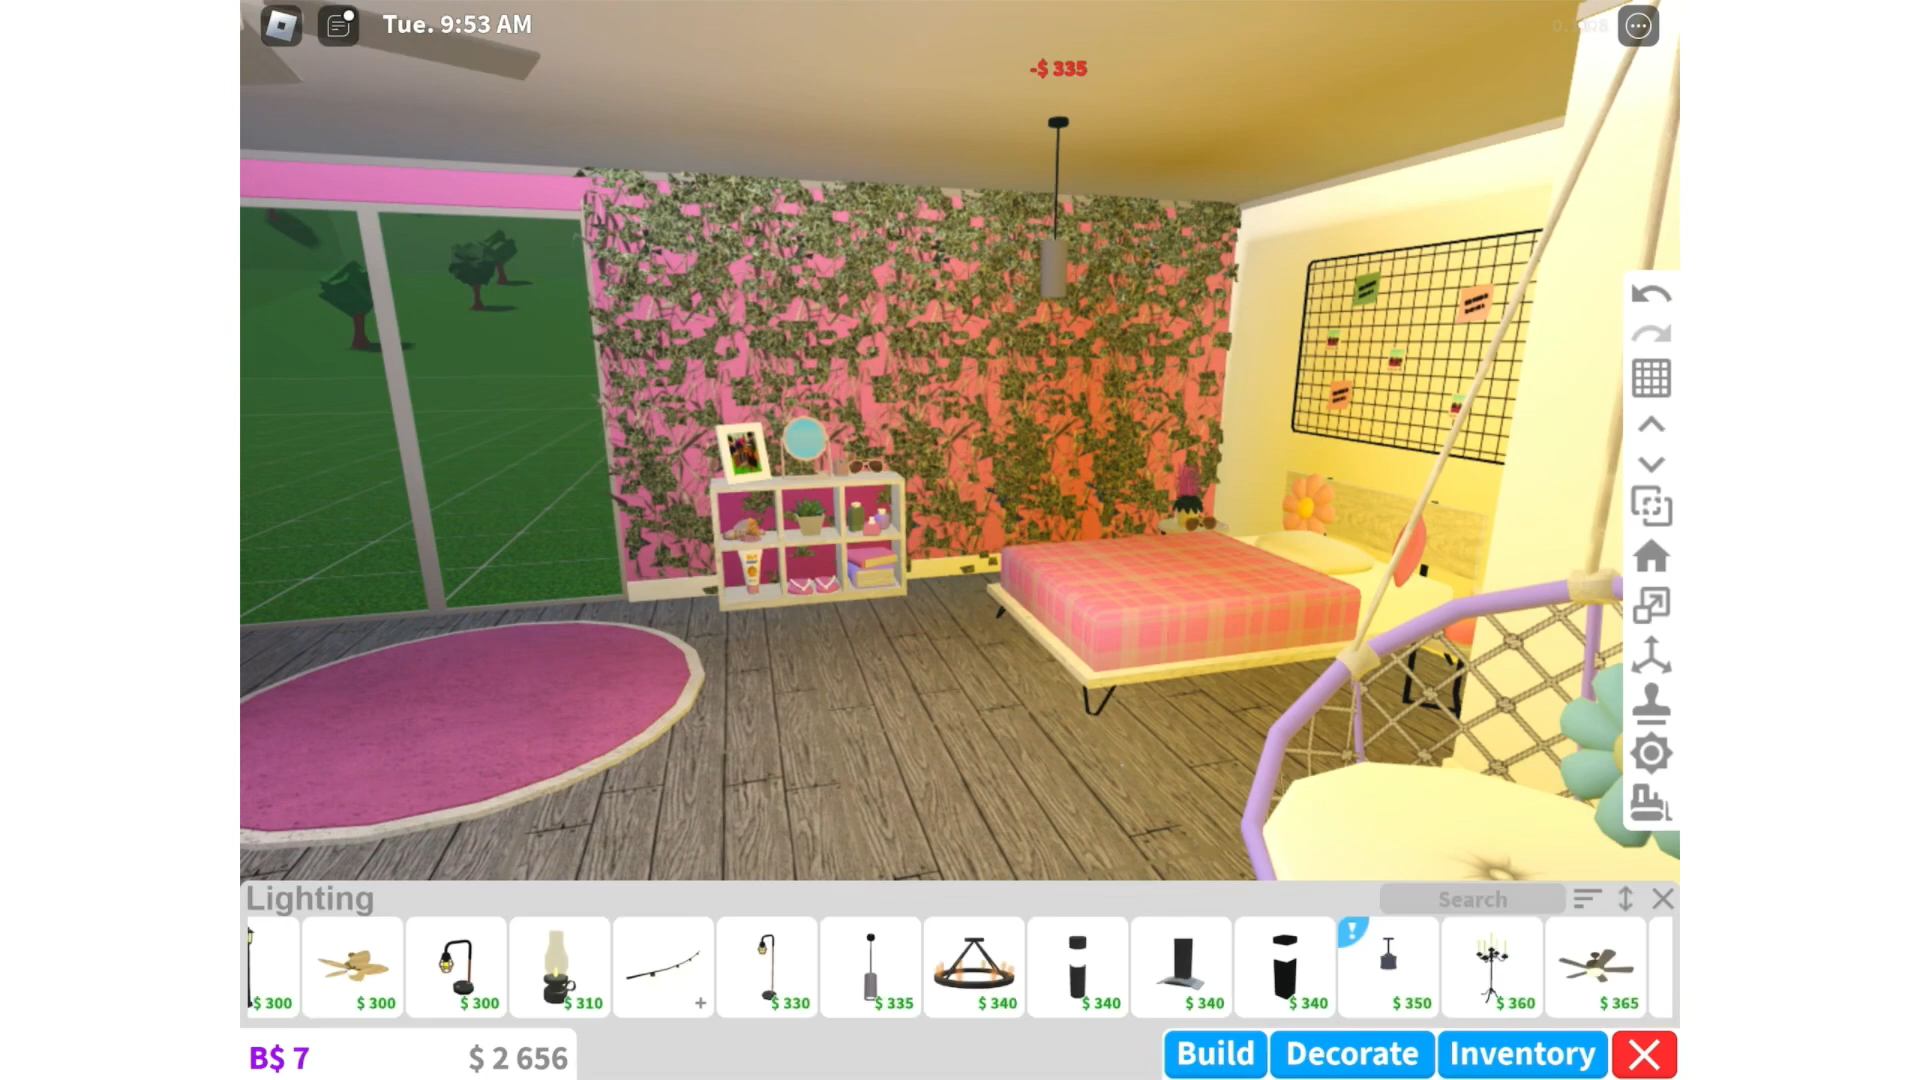 Tue. 9:53 AM
-$ 335
Lighting
Search
$ 300
$ 300
$ 300
$ 310
+
$ 330
$ 335
$ 340
$ 340
$ 340
$ 340
$ 350
$ 360
$ 365
B$ 7
$ 2 656
Build
Decorate
Inventory